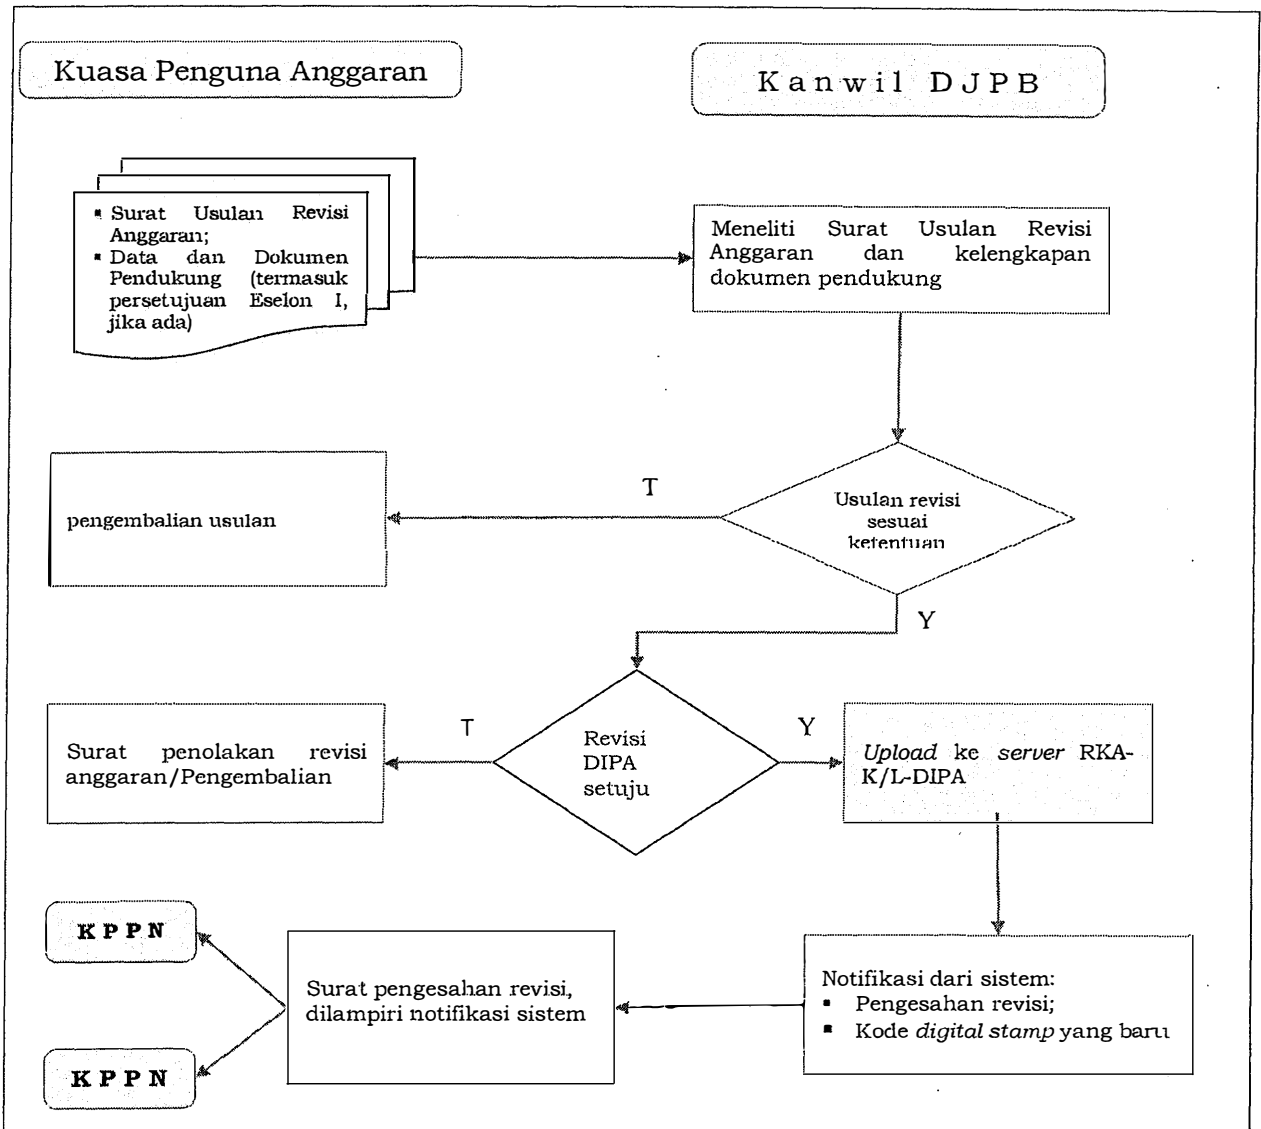 Kuasa Penguna Anggaran
Kanwil DJPB
▪ Surat Usulan Revisi
Anggaran;
▪ Data dan Dokumen
Pendukung (termasuk
persetujuan Eselon I,
jika ada)
Meneliti Surat Usulan Revisi
Anggaran dan kelengkapan
dokumen pendukung
Usulan revisi
sesuai
ketentuan
T
pengembalian usulan
Y
Revisi
DIPA
setuju
T
Surat penolakan revisi
anggaran/Pengembalian
Y
Upload ke server RKA-
K/L-DIPA
Notifikasi dari sistem:
▪ Pengesahan revisi;
▪ Kode digital stamp yang baru
Surat pengesahan revisi,
dilampiri notifikasi sistem
KPPN
KPPN